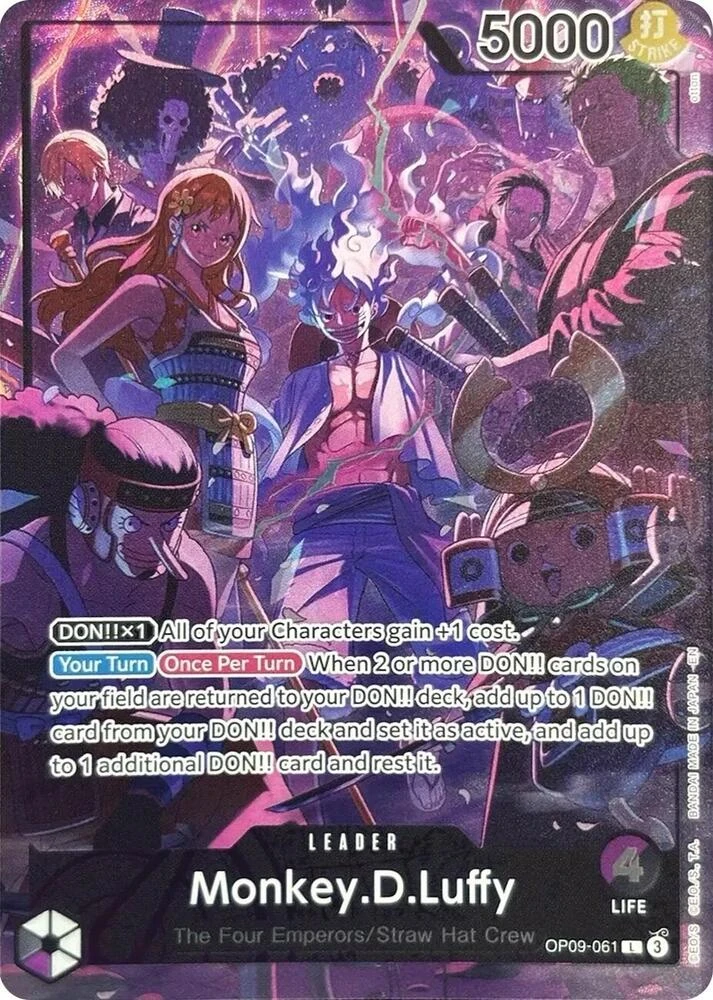 5000
打
STRIKE
otton
DON!!×1 All of your Characters gain +1 cost.
Your Turn Once Per Turn When 2 or more DON!! cards on
your field are returned to your DON!! deck, add up to 1 DON!!
card from your DON!! deck and set it as active, and add up
to 1 additional DON!! card and rest it.
LEADER
Monkey.D.Luffy
The Four Emperors/Straw Hat Crew
4
LIFE
OP09-061 L 3
©E.O./S., T.A. BANDAI MADE IN JAPAN EN